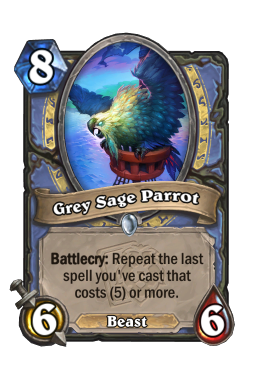 8
Grey Sage Parrot
Battlecry: Repeat the last
spell you've cast that
costs (5) or more.
6 Beast 6